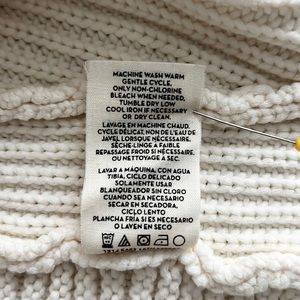 MACHINE WASH WARM
GENTLE CYCLE,
ONLY NON-CHLORINE
BLEACH WHEN NEEDED,
TUMBLE DRY LOW
COOL IRON IF NECESSARY
OR DRY CLEAN.
LAVAGE EN MACHINE CHAUD,
CYCLE DÉLICAT, NON DE L'EAU DE
JAVEL LORSQUE NÉCESSAIRE,
SÈCHE-LINGE À FAIBLE
REPASSAGE FROID SI NÉCESSAIRE
OU NETTOYAGE A SEC.
LAVAR A MÁQUINA, CON AGUA
TIBIA, CICLO DELICADO
SOLAMENTE USAR
BLANQUEADOR SIN CLORO
CUANDO SEA NECESARIO
SECAR EN SECADORA,
CICLO LENTO
PLANCHA FRÍA SI ES NECESARIO
O LAVEN EN SECO